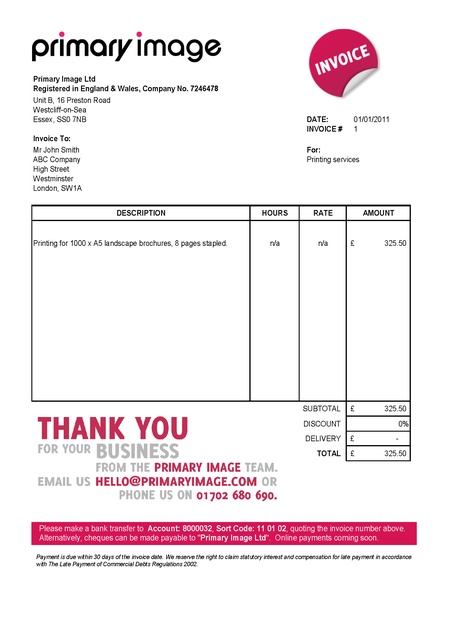 primary image
INVOICE
Primary Image Ltd
Registered in England & Wales, Company No. 7246478
Unit B, 16 Preston Road
Westcliff-on-Sea
Essex, SS0 7NB
DATE: 01/01/2011
INVOICE # 1
Invoice To:
Mr John Smith
ABC Company
High Street
Westminster
London, SW1A
For:
Printing services
DESCRIPTION HOURS RATE AMOUNT
Printing for 1000 x A5 landscape brochures, 8 pages stapled. n/a n/a £ 325.50
SUBTOTAL £ 325.50
DISCOUNT 0%
DELIVERY £ -
TOTAL £ 325.50
THANK YOU
FOR YOUR BUSINESS
FROM THE PRIMARY IMAGE TEAM.
EMAIL US HELLO@PRIMARYIMAGE.COM OR
PHONE US ON 01702 680 690.
Please make a bank transfer to Account: 8000032, Sort Code: 11 01 02, quoting the invoice number above.
Alternatively, cheques can be made payable to "Primary Image Ltd". Online payments coming soon.
Payment is due within 30 days of the invoice date. We reserve the right to claim statutory interest and compensation for late payment in accordance
with The Late Payment of Commercial Debts Regulations 2002.